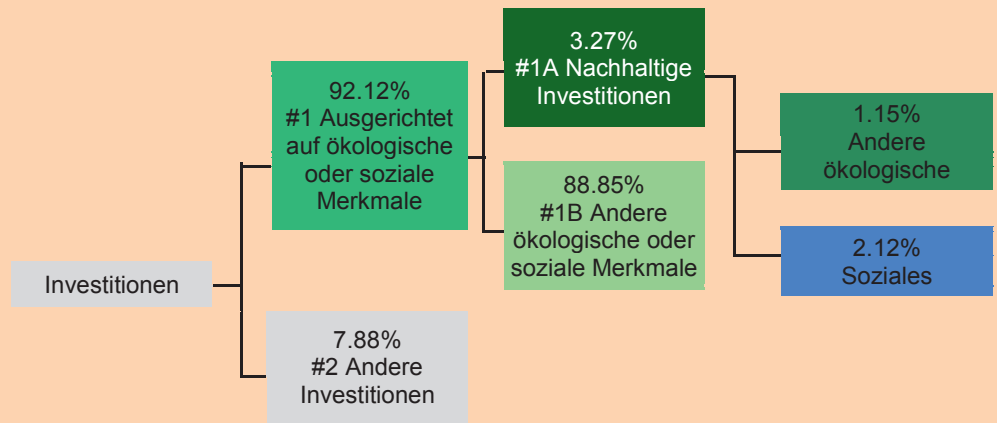 Investitionen
92.12%
#1 Ausgerichtet
auf ökologische
oder soziale
Merkmale
7.88%
#2 Andere
Investitionen
3.27%
#1A Nachhaltige
Investitionen
88.85%
#1B Andere
ökologische oder
soziale Merkmale
1.15%
Andere
ökologische
2.12%
Soziales